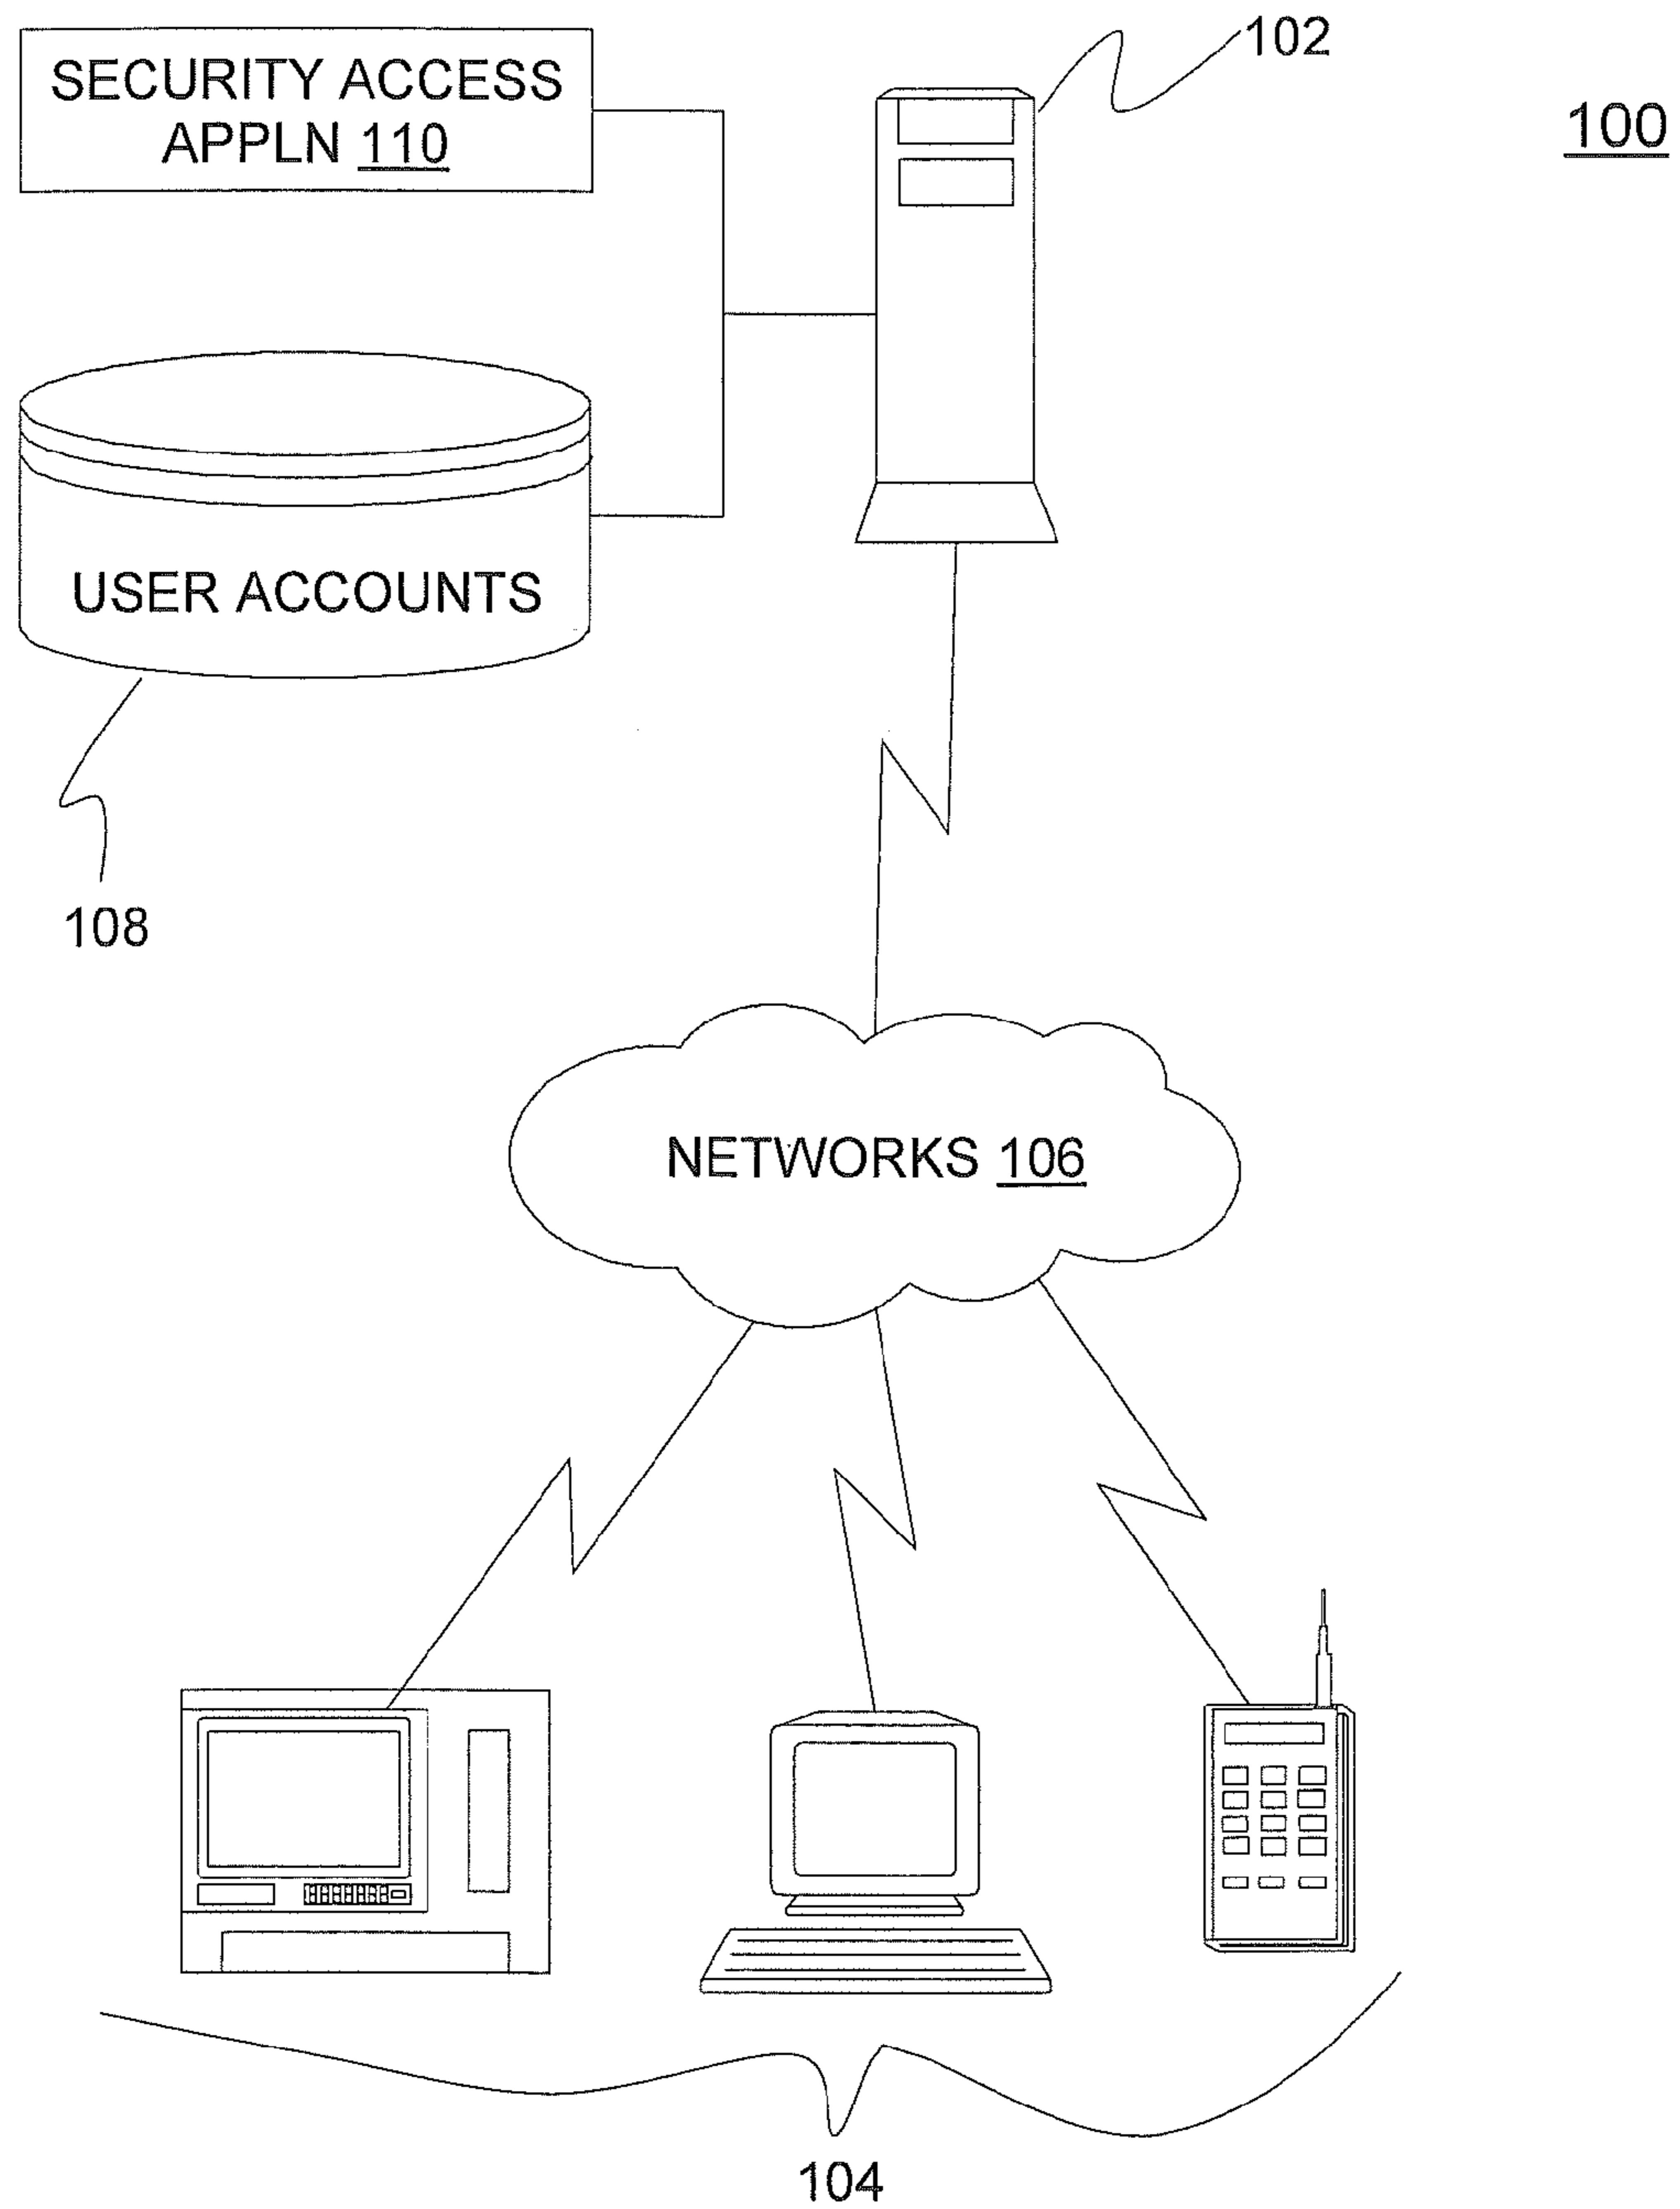 102
SECURITY ACCESS
APPLN 110
100
USER ACCOUNTS
108
NETWORKS 106
104